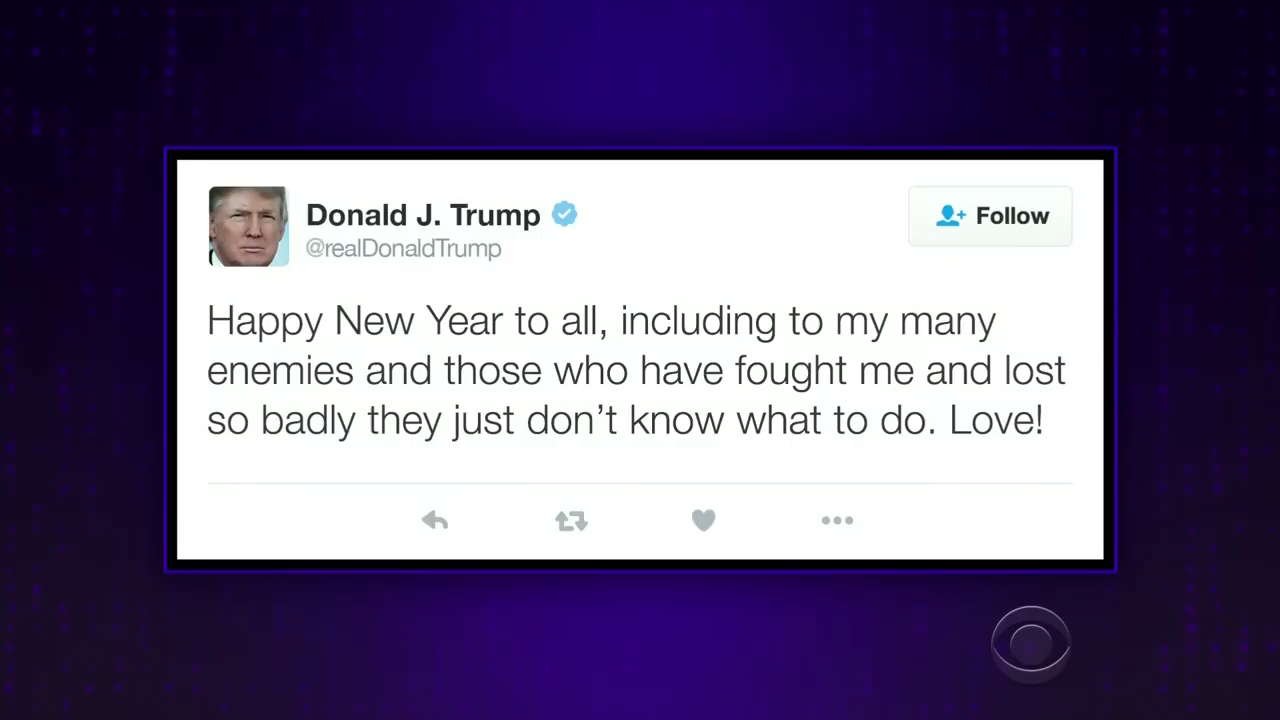 Donald J. Trump
@realDonaldTrump
Follow
Happy New Year to all, including to my many
enemies and those who have fought me and lost
so badly they just don’t know what to do. Love!